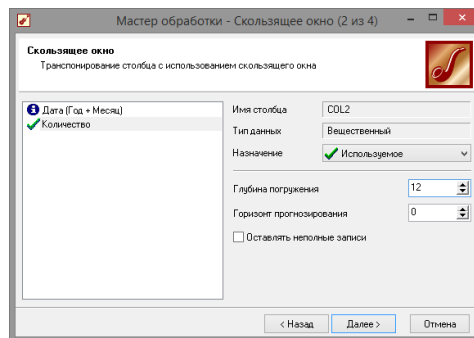 Мастер обработки - Скользящее окно (2 из 4)
Скользящее окно
Транспонирование столбца с использованием скользящего окна
Дата (Год + Месяц)
Количество
Имя столбца COL2
Тип данных Вещественный
Назначение Используемое
Глубина погружения 12
Горизонт прогнозирования 0
Оставлять неполные записи
< Назад Далее > Отмена